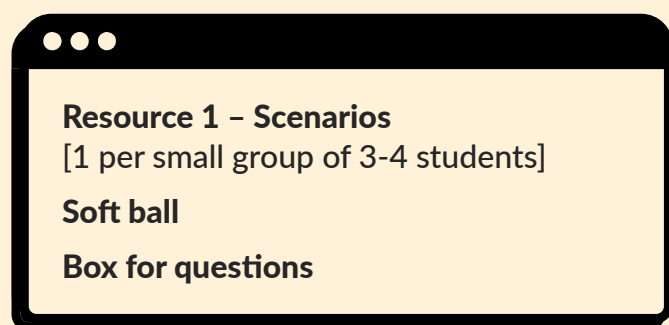 Resource 1 – Scenarios
[1 per small group of 3-4 students]
Soft ball
Box for questions